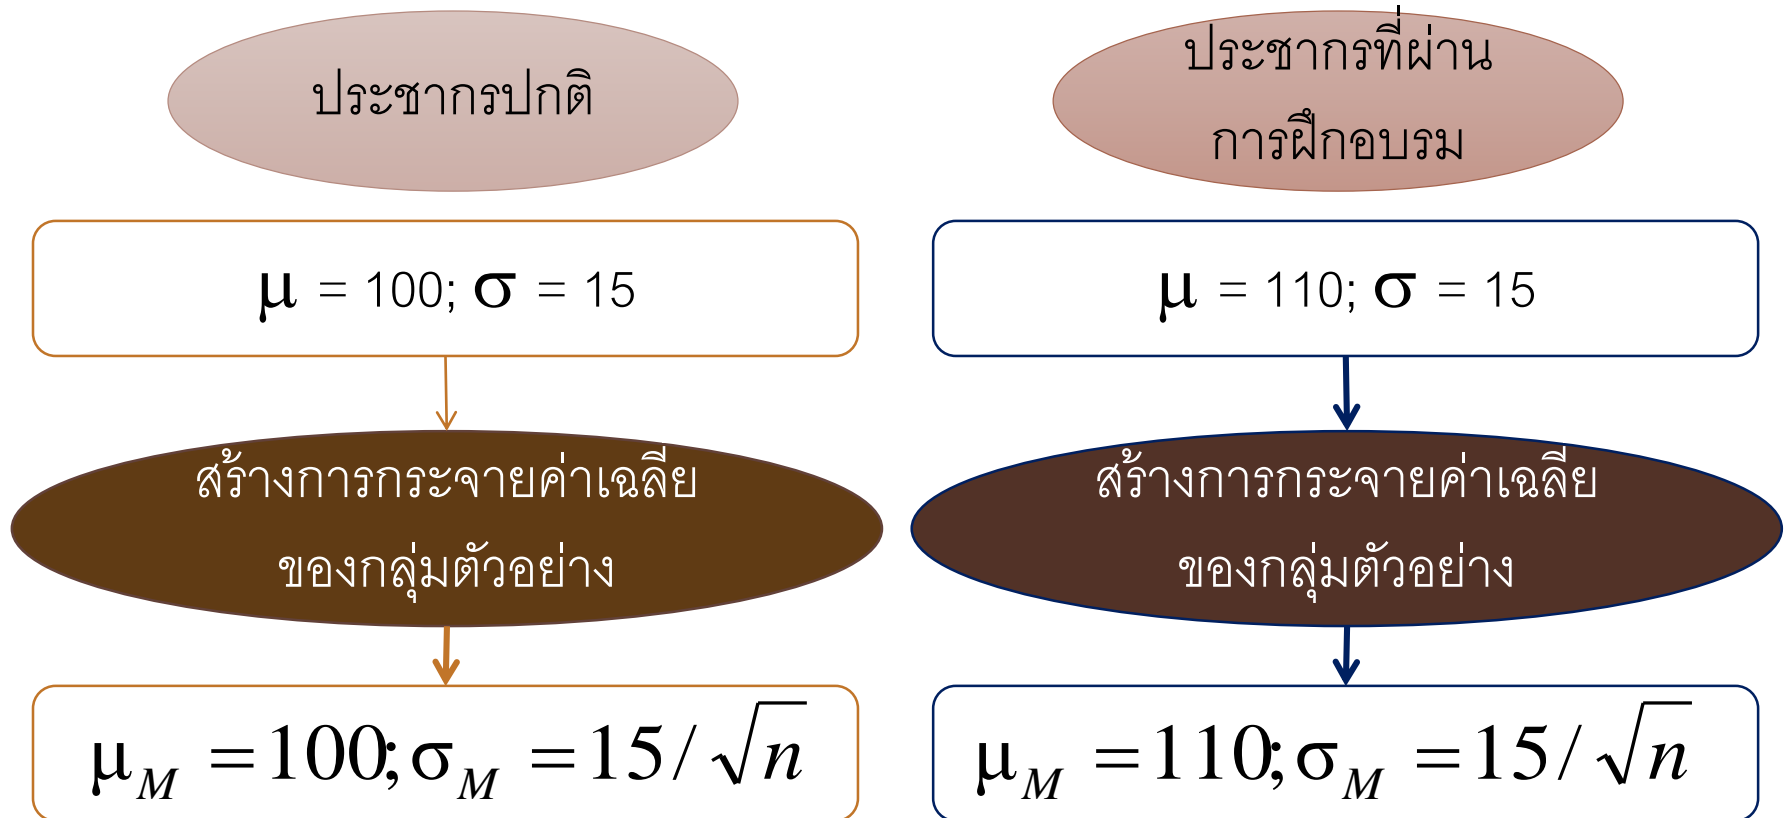 ประชากรปกติ
μ = 100; σ = 15
สร้างการกระจายค่าเฉลี่ย
ของกลุ่มตัวอย่าง
μ_M = 100; σ_M = 15/√n
ประชากรที่ผ่าน
การฝึกอบรม
μ = 110; σ = 15
สร้างการกระจายค่าเฉลี่ย
ของกลุ่มตัวอย่าง
μ_M = 110; σ_M = 15/√n